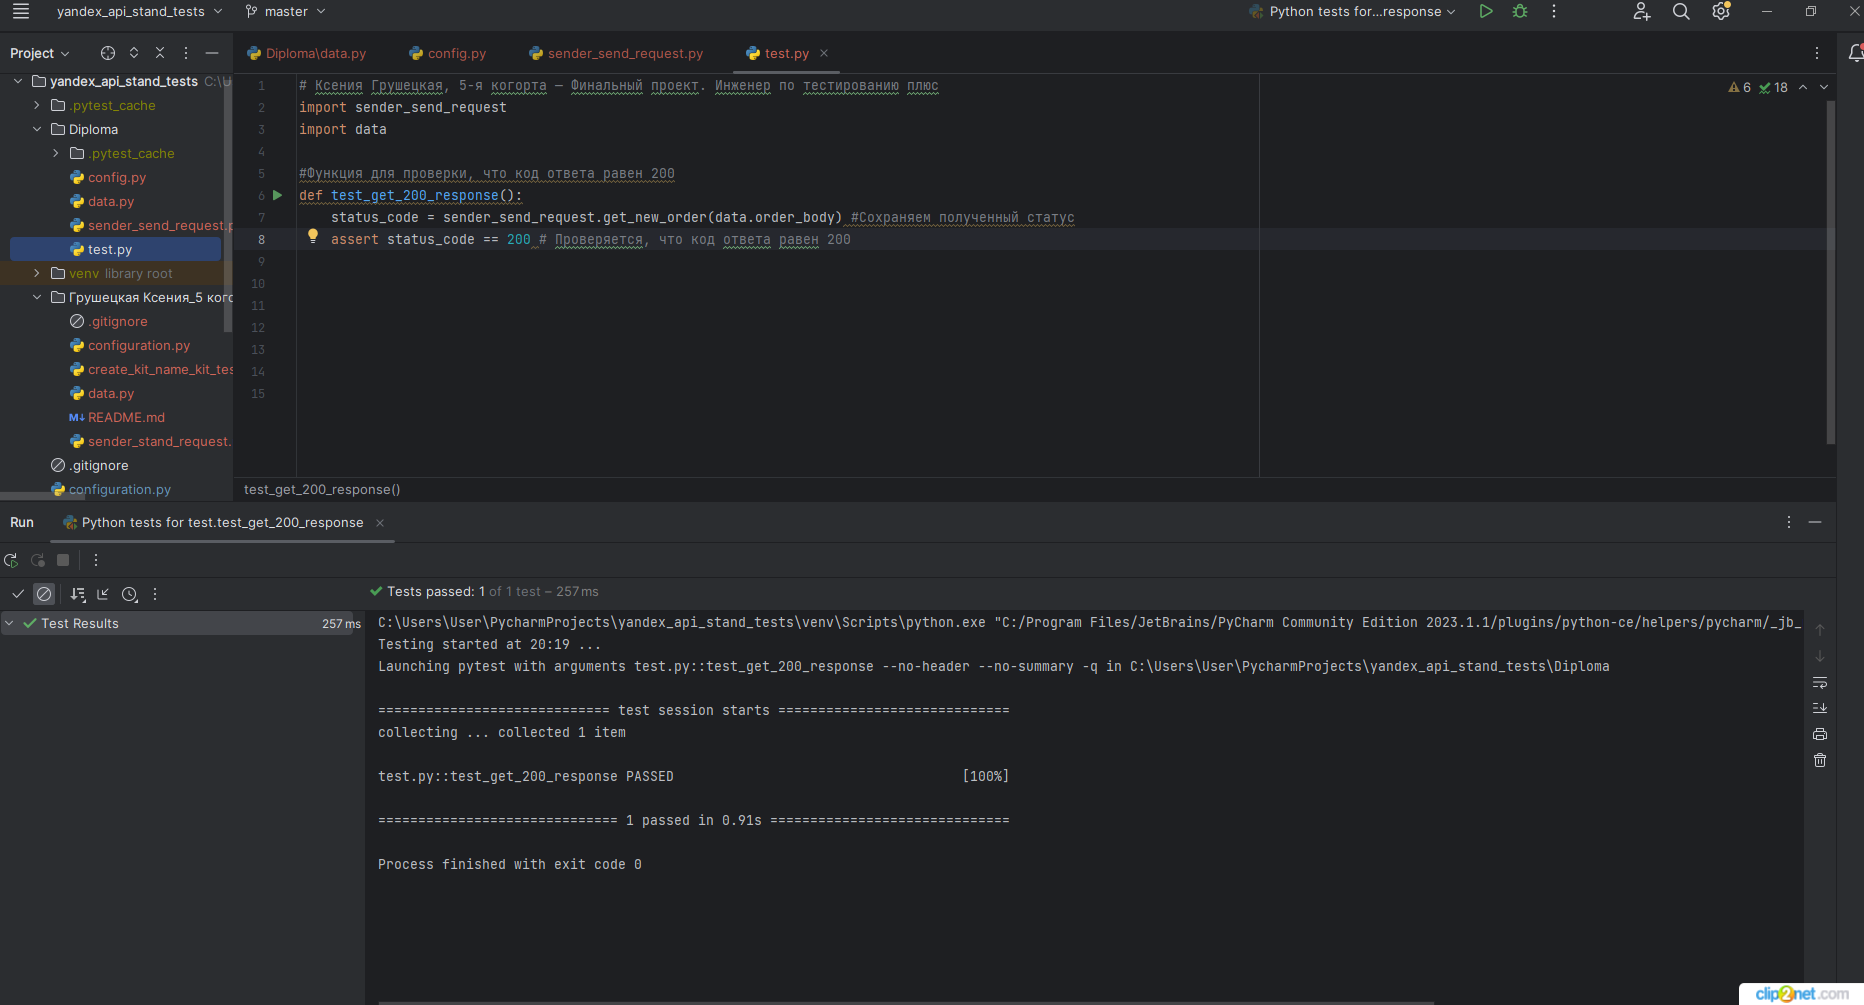 yandex_api_stand_tests
master
Python tests for...response
Project
Diploma\data.py
config.py
sender_send_request.py
test.py
yandex_api_stand_tests C:\U
.pytest_cache
Diploma
.pytest_cache
config.py
data.py
sender_send_request.p
test.py
venv library root
Грушецкая Ксения_5 кого
.gitignore
configuration.py
create_kit_name_kit_tes
data.py
README.md
sender_stand_request.
.gitignore
configuration.py
6 18
1 # Ксения Грушецкая, 5-я когорта — Финальный проект. Инженер по тестированию плюс
2 import sender_send_request
3 import data
4
5 #Функция для проверки, что код ответа равен 200
6 def test_get_200_response():
7 status_code = sender_send_request.get_new_order(data.order_body) #Сохраняем полученный статус
8 assert status_code == 200 # Проверяется, что код ответа равен 200
9
10
11
12
13
14
15
test_get_200_response()
Run
Python tests for test.test_get_200_response
Tests passed: 1 of 1 test – 257 ms
Test Results 257 ms
C:\Users\User\PycharmProjects\yandex_api_stand_tests\venv\Scripts\python.exe "C:/Program Files/JetBrains/PyCharm Community Edition 2023.1.1/plugins/python-ce/helpers/pycharm/_jb_
Testing started at 20:19 ...
Launching pytest with arguments test.py::test_get_200_response --no-header --no-summary -q in C:\Users\User\PycharmProjects\yandex_api_stand_tests\Diploma
============================= test session starts =============================
collecting ... collected 1 item
test.py::test_get_200_response PASSED [100%]
============================== 1 passed in 0.91s ==============================
Process finished with exit code 0
clip2net.com